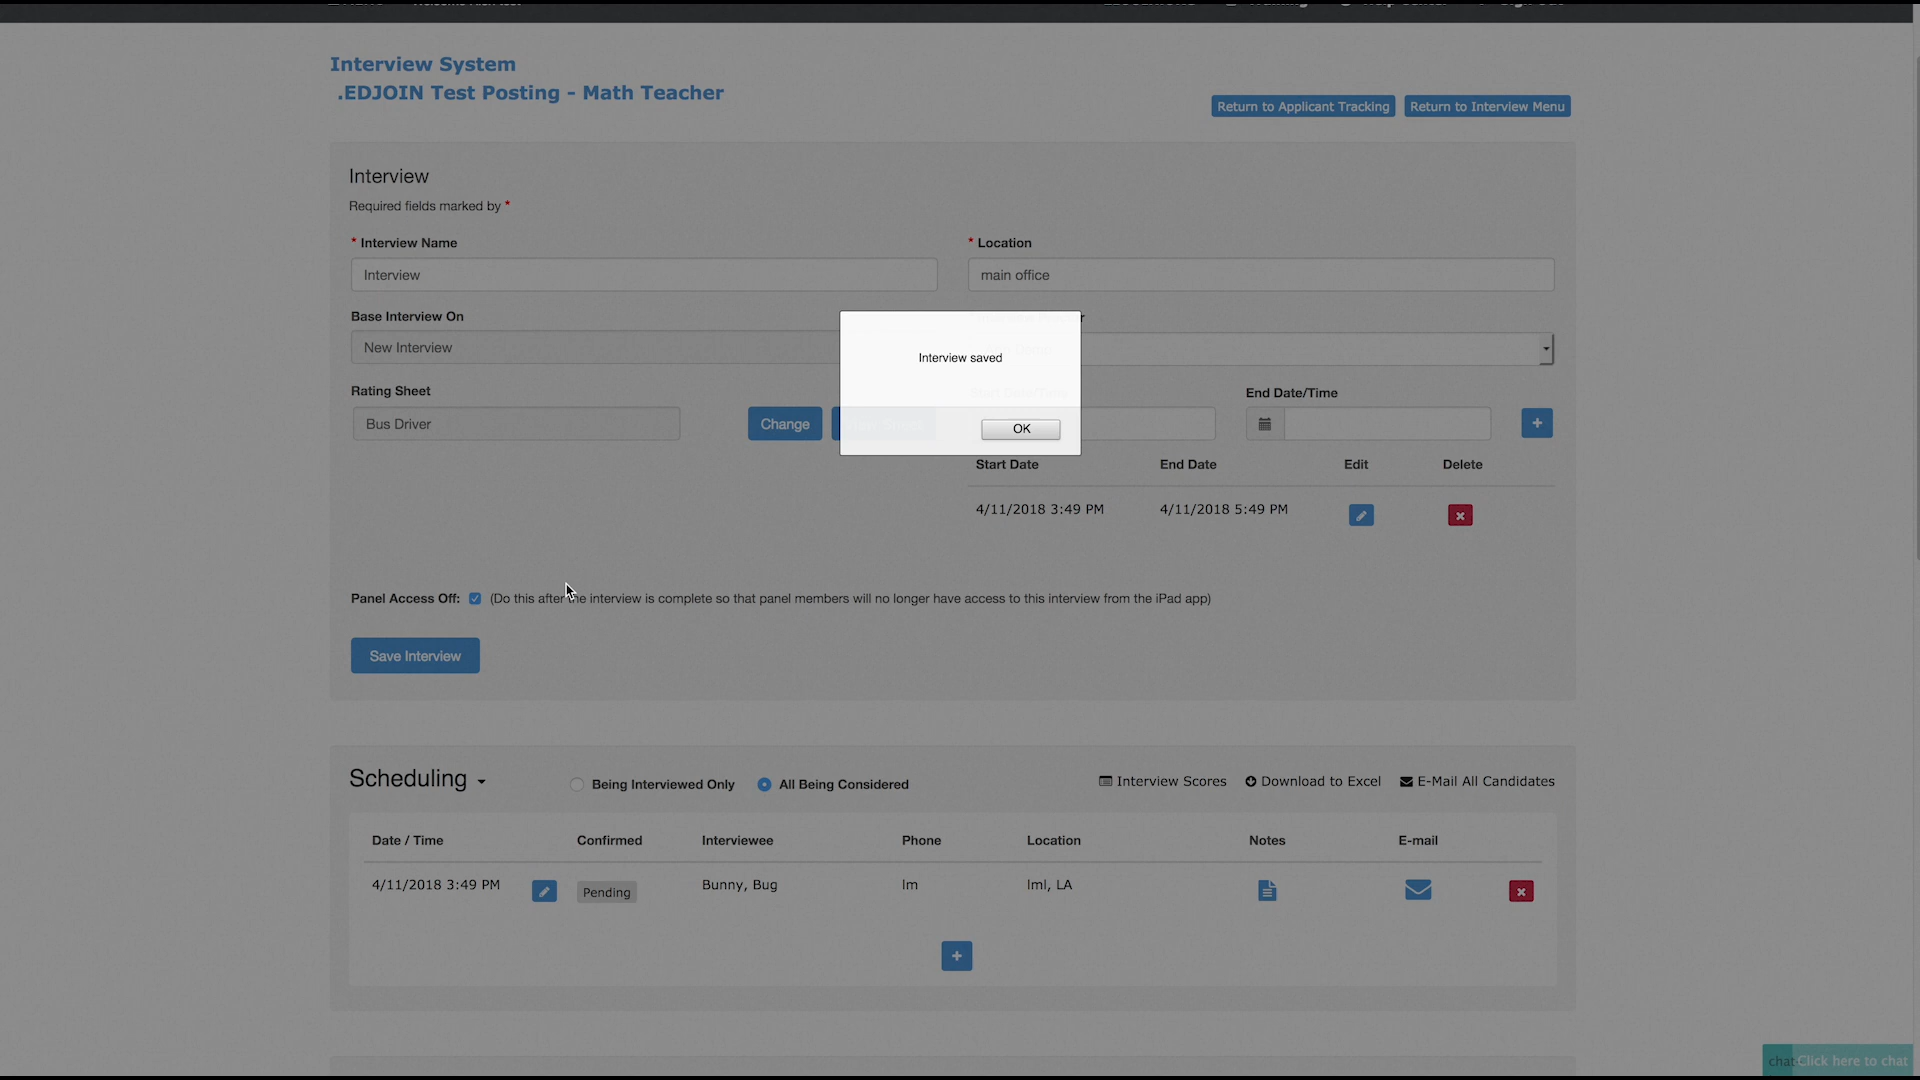 Interview System
.EDJOIN Test Posting - Math Teacher
Return to Applicant Tracking Return to Interview Menu
Interview
Required fields marked by *
* Interview Name * Location
Interview main office
Base Interview On
New Interview
Interview saved
OK
Rating Sheet End Date/Time
Bus Driver Change
Start Date End Date Edit Delete
4/11/2018 3:49 PM 4/11/2018 5:49 PM
Panel Access Off: (Do this after the interview is complete so that panel members will no longer have access to this interview from the iPad app)
Save Interview
Scheduling Being Interviewed Only All Being Considered Interview Scores Download to Excel E-Mail All Candidates
Date / Time Confirmed Interviewee Phone Location Notes E-mail
4/11/2018 3:49 PM Pending Bunny, Bug
chat Click here to chat